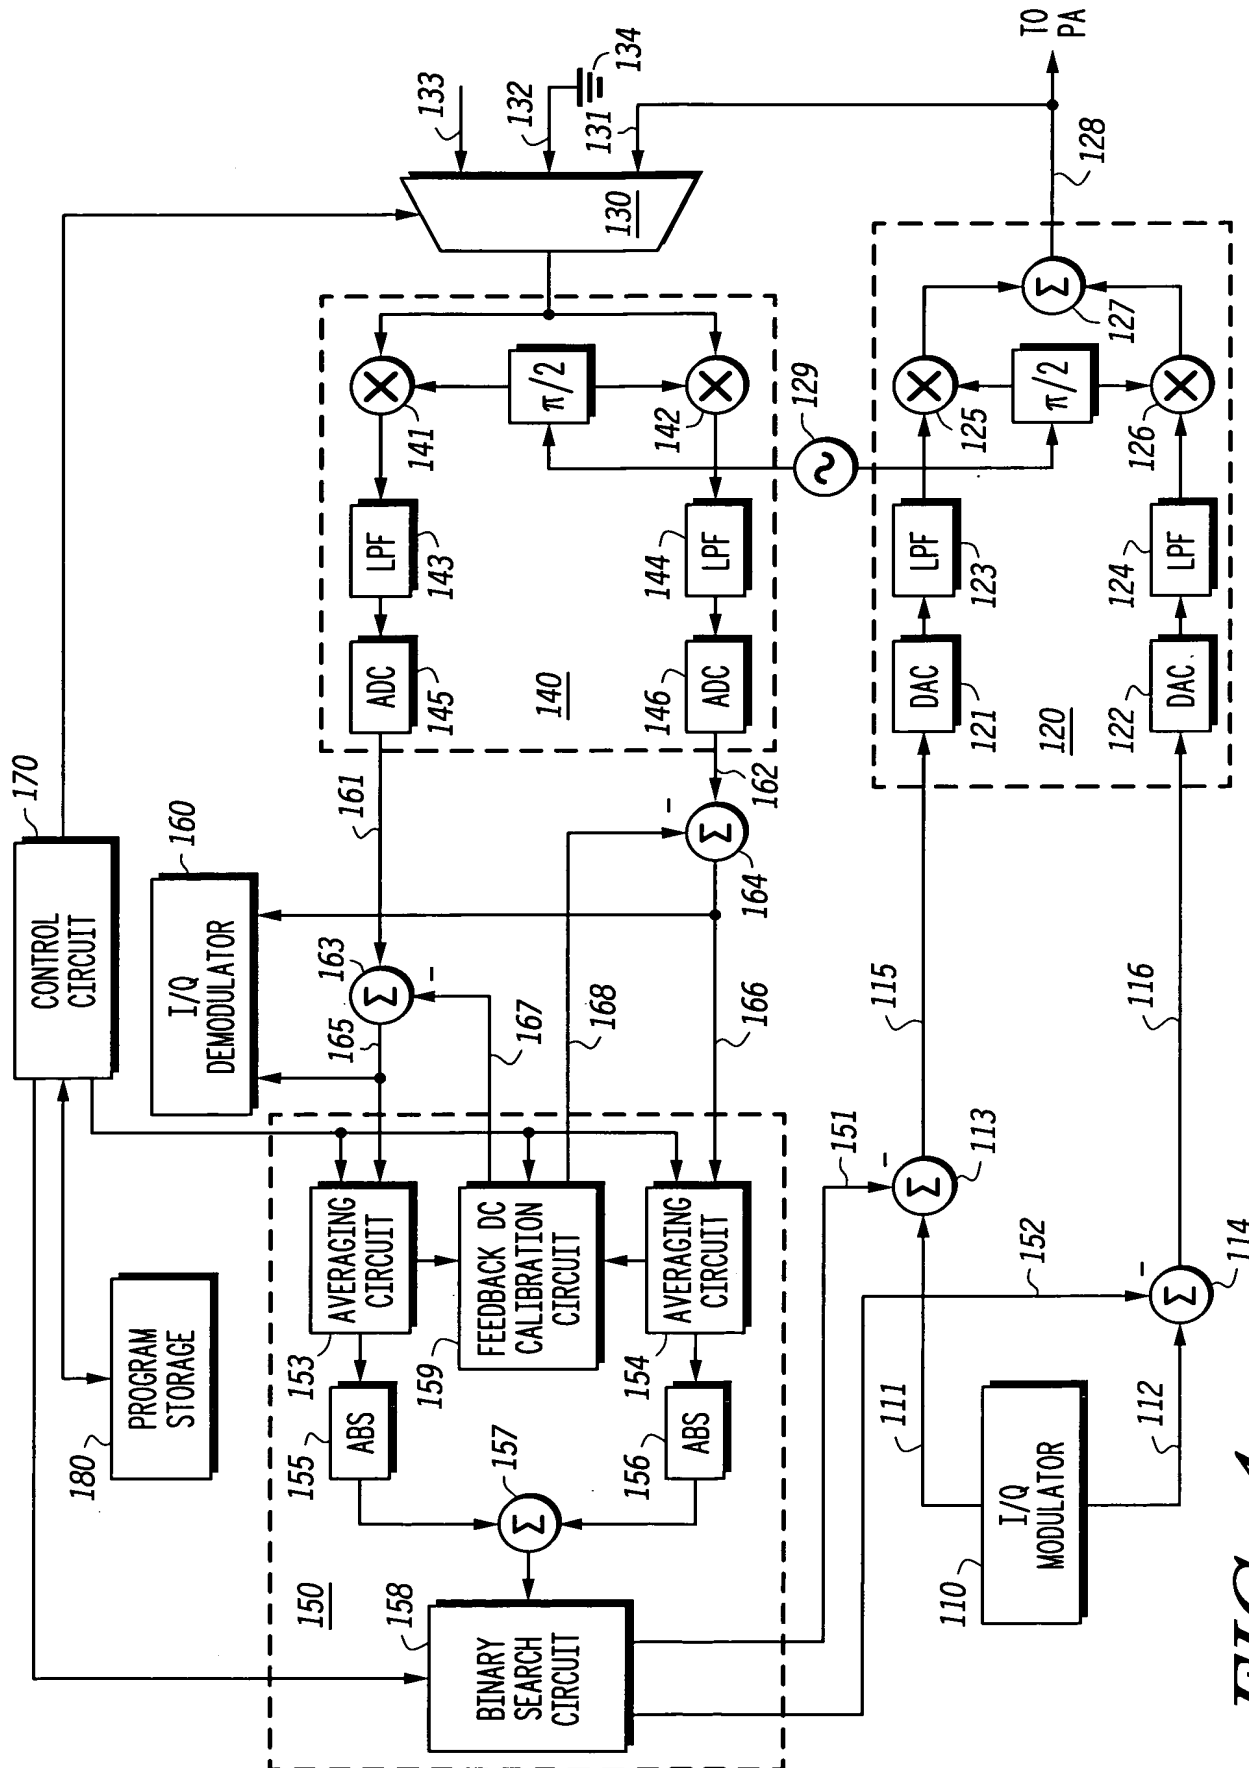 170
CONTROL
CIRCUIT
160
I/Q
DEMODULATOR
180
PROGRAM
STORAGE
133
132
134
131
130
161
163
165
145
ADC
143
LPF
141
π/2
140
167
168
162
164
166
146
ADC
144
LPF
142
129
150
158
BINARY
SEARCH
CIRCUIT
157
Σ
155
ABS
153
AVERAGING
CIRCUIT
159
FEEDBACK DC
CALIBRATION
CIRCUIT
156
ABS
154
AVERAGING
CIRCUIT
Σ
-
Σ
-
151
152
110
I/Q
MODULATOR
111
112
113
Σ
-
114
Σ
-
115
116
121
DAC
123
LPF
125
π/2
120
122
DAC
124
LPF
126
127
Σ
128
TO
PA